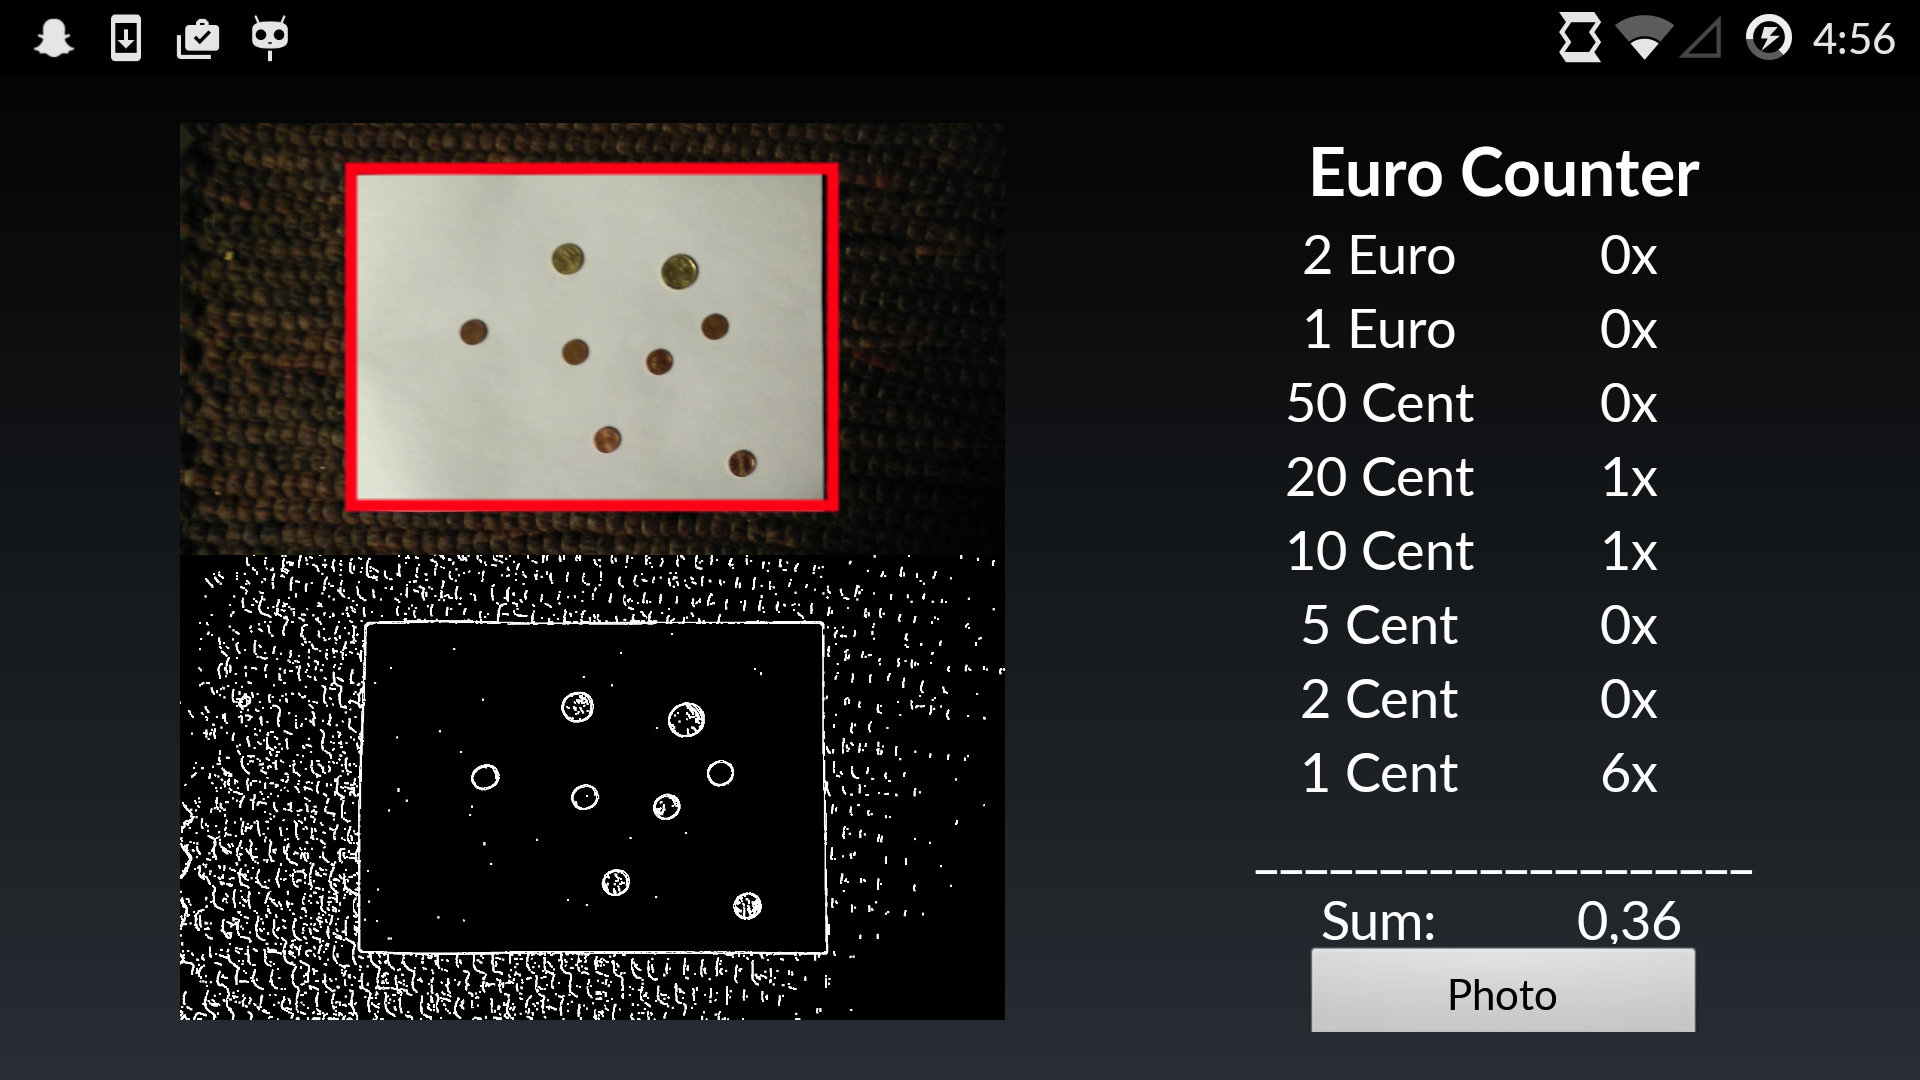 4:56
Euro Counter
2 Euro 0x
1 Euro 0x
50 Cent 0x
20 Cent 1x
10 Cent 1x
5 Cent 0x
2 Cent 0x
1 Cent 6x
____________________
Sum: 0,36
Photo